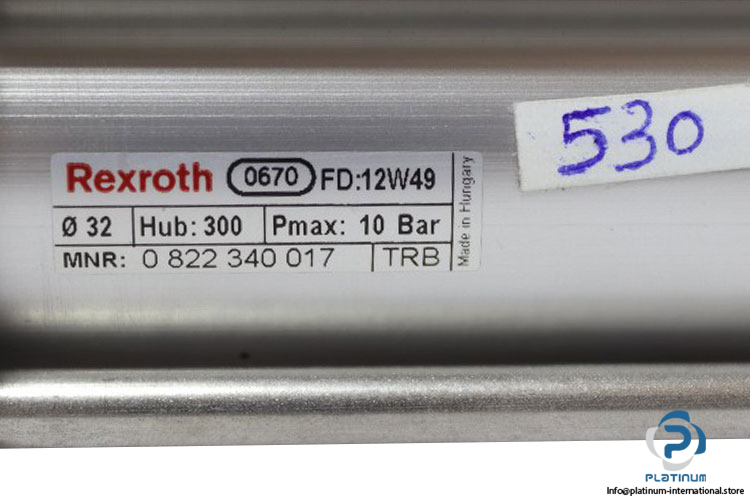 530
Rexroth 0670 FD:12W49
Ø 32 Hub: 300 Pmax: 10 Bar
MNR: 0 822 340 017 TRB
Made in Hungary
PLATINUM
Info@platinum-international.store